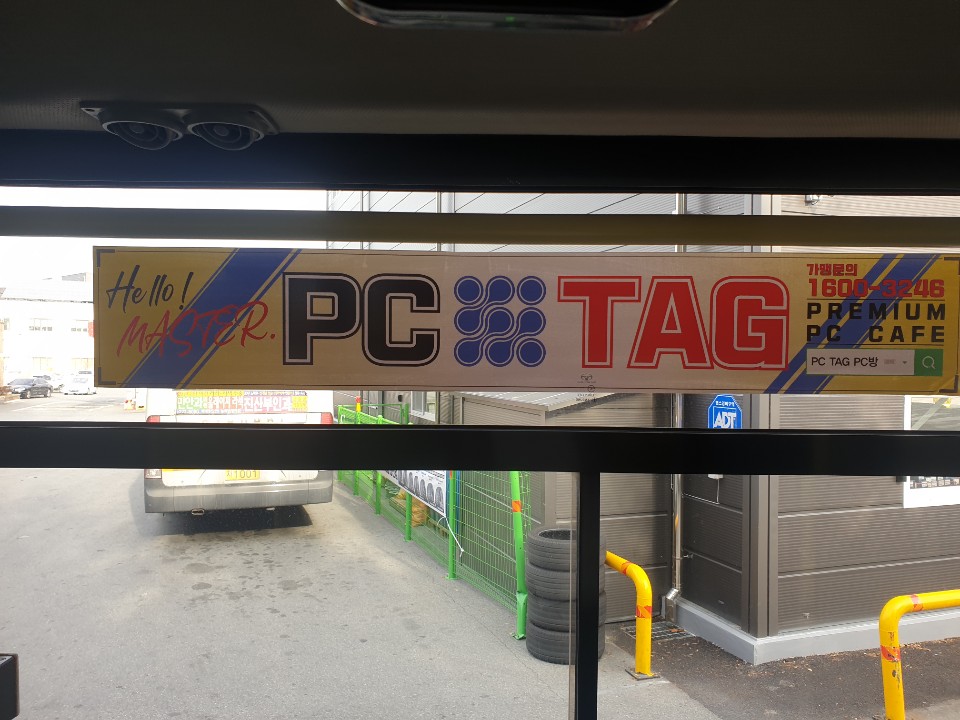 Hello!
MASTER.
PC TAG
가맹문의
1600-3246
PREMIUM
PC CAFE
PC TAG PC방
ADT
1001